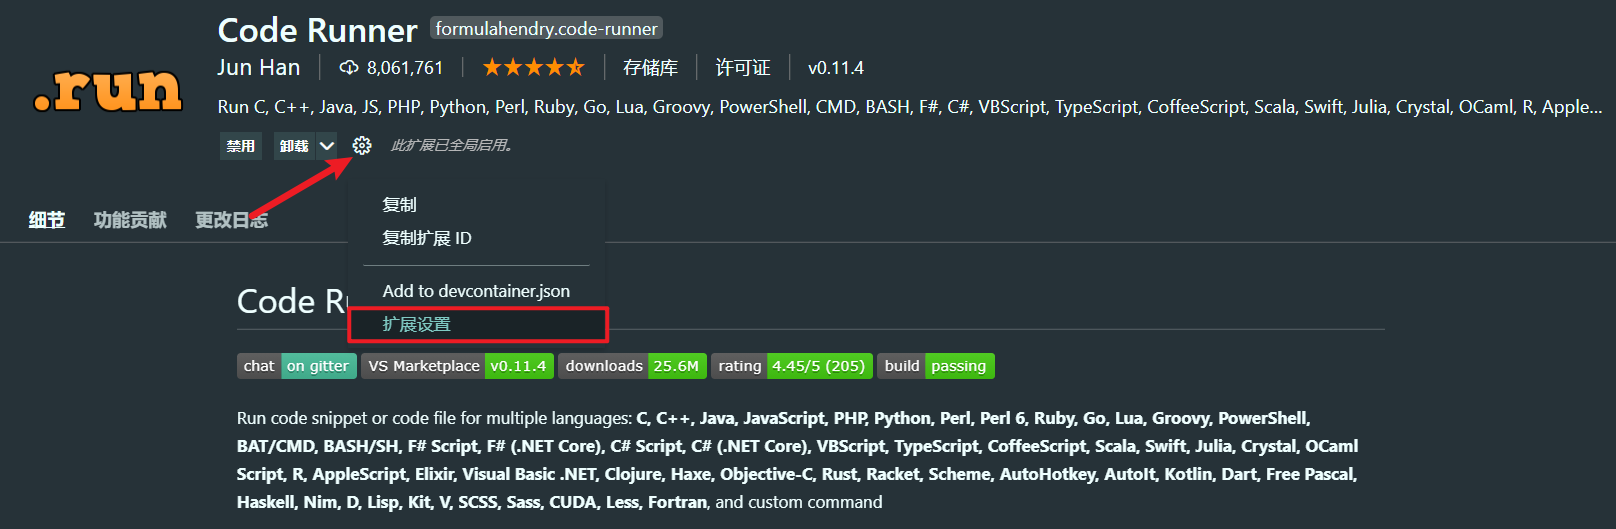 .run
Code Runner formulahendry.code-runner
Jun Han 8,061,761 存储库 许可证 v0.11.4
Run C, C++, Java, JS, PHP, Python, Perl, Ruby, Go, Lua, Groovy, PowerShell, CMD, BASH, F#, C#, VBScript, TypeScript, CoffeeScript, Scala, Swift, Julia, Crystal, OCaml, R, Apple...
禁用 卸载 此扩展已全局启用。
细节 功能贡献 更改日志
复制
复制扩展 ID
Add to devcontainer.json
扩展设置
Code Ru
chat on gitter VS Marketplace v0.11.4 downloads 25.6M rating 4.45/5 (205) build passing
Run code snippet or code file for multiple languages: C, C++, Java, JavaScript, PHP, Python, Perl, Perl 6, Ruby, Go, Lua, Groovy, PowerShell,
BAT/CMD, BASH/SH, F# Script, F# (.NET Core), C# Script, C# (.NET Core), VBScript, TypeScript, CoffeeScript, Scala, Swift, Julia, Crystal, OCaml
Script, R, AppleScript, Elixir, Visual Basic .NET, Clojure, Haxe, Objective-C, Rust, Racket, Scheme, AutoHotkey, AutoIt, Kotlin, Dart, Free Pascal,
Haskell, Nim, D, Lisp, Kit, V, SCSS, Sass, CUDA, Less, Fortran, and custom command